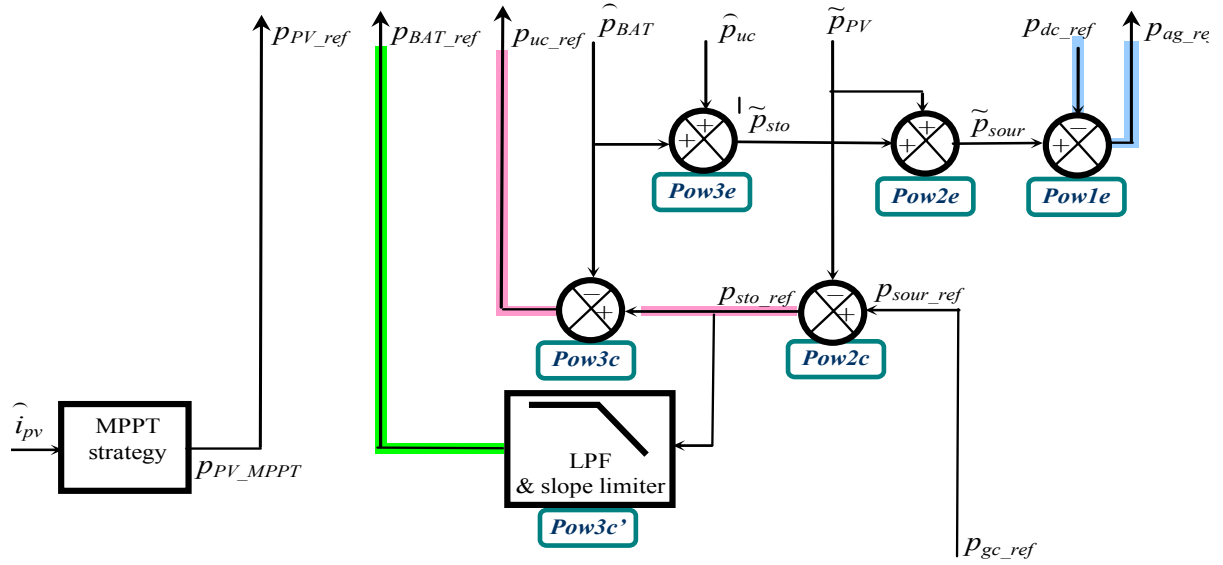 p_PV_ref
p_BAT_ref
p_uc_ref
p̂_BAT
p̂_uc
p̃_PV
p_dc_ref
p_ag_re
+
+
p̃_sto
+
+
p̃_sour
−
+
Pow3e
Pow2e
Pow1e
−
+
p_sto_ref
−
+
p_sour_ref
Pow3c
Pow2c
î_pv
MPPT
strategy
p_PV_MPPT
LPF
& slope limiter
Pow3c’
p_gc_ref